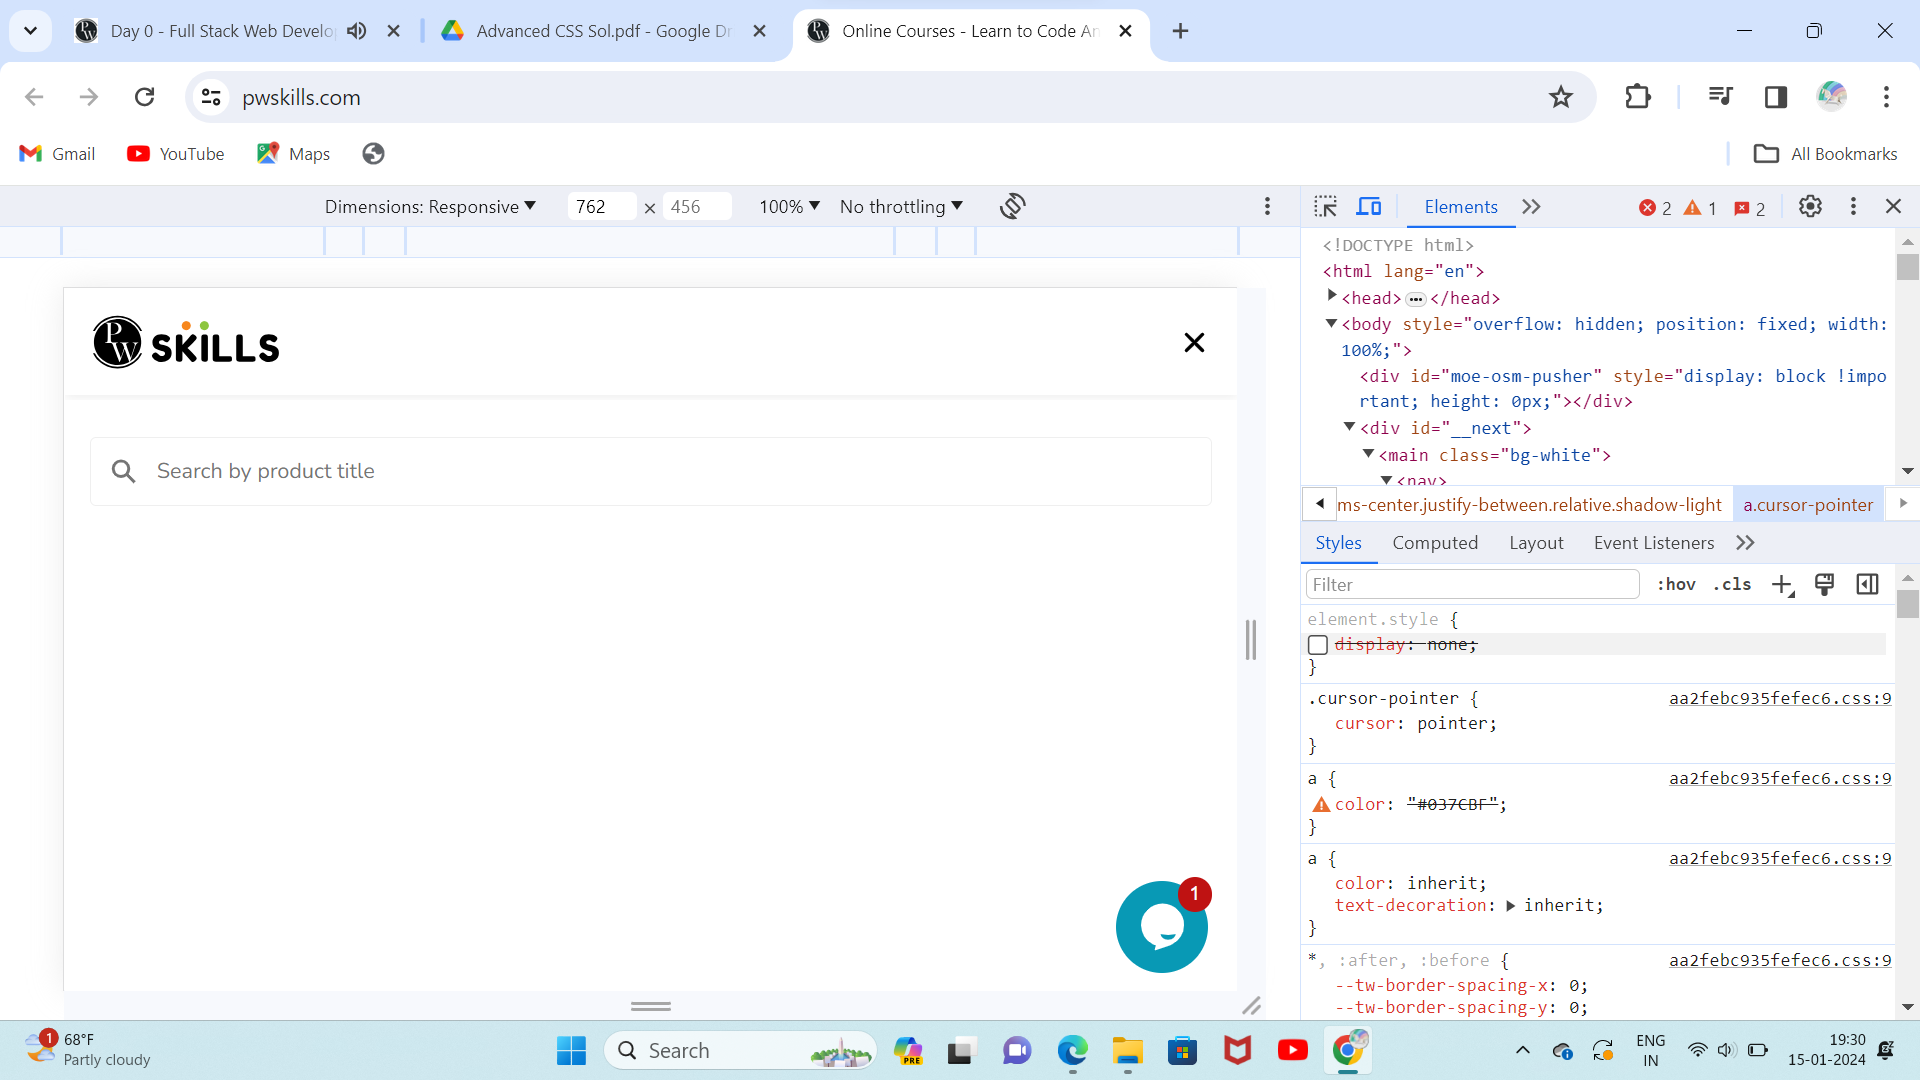 Day 0 - Full Stack Web Develop
Advanced CSS Sol.pdf - Google Dr
Online Courses - Learn to Code An
pwskills.com
Gmail
YouTube
Maps
All Bookmarks
Dimensions: Responsive
762 × 456
100%
No throttling
PW SKILLS
Search by product title
1
Elements
2
1
2
<!DOCTYPE html>
<html lang="en">
<head> ••• </head>
<body style="overflow: hidden; position: fixed; width:
100%;">
<div id="moe-osm-pusher" style="display: block !impo
rtant; height: 0px;"></div>
<div id="__next">
<main class="bg-white">
<nav>
ms-center.justify-between.relative.shadow-light
a.cursor-pointer
Styles
Computed
Layout
Event Listeners
Filter
:hov .cls
element.style {
display: none;
}
.cursor-pointer { aa2febc935fefec6.css:9
cursor: pointer;
}
a { aa2febc935fefec6.css:9
color: "#037CBF";
}
a { aa2febc935fefec6.css:9
color: inherit;
text-decoration: inherit;
}
*, :after, :before { aa2febc935fefec6.css:9
--tw-border-spacing-x: 0;
--tw-border-spacing-y: 0;
1
68°F
Partly cloudy
Search
PRE
ENG
IN
19:30
15-01-2024